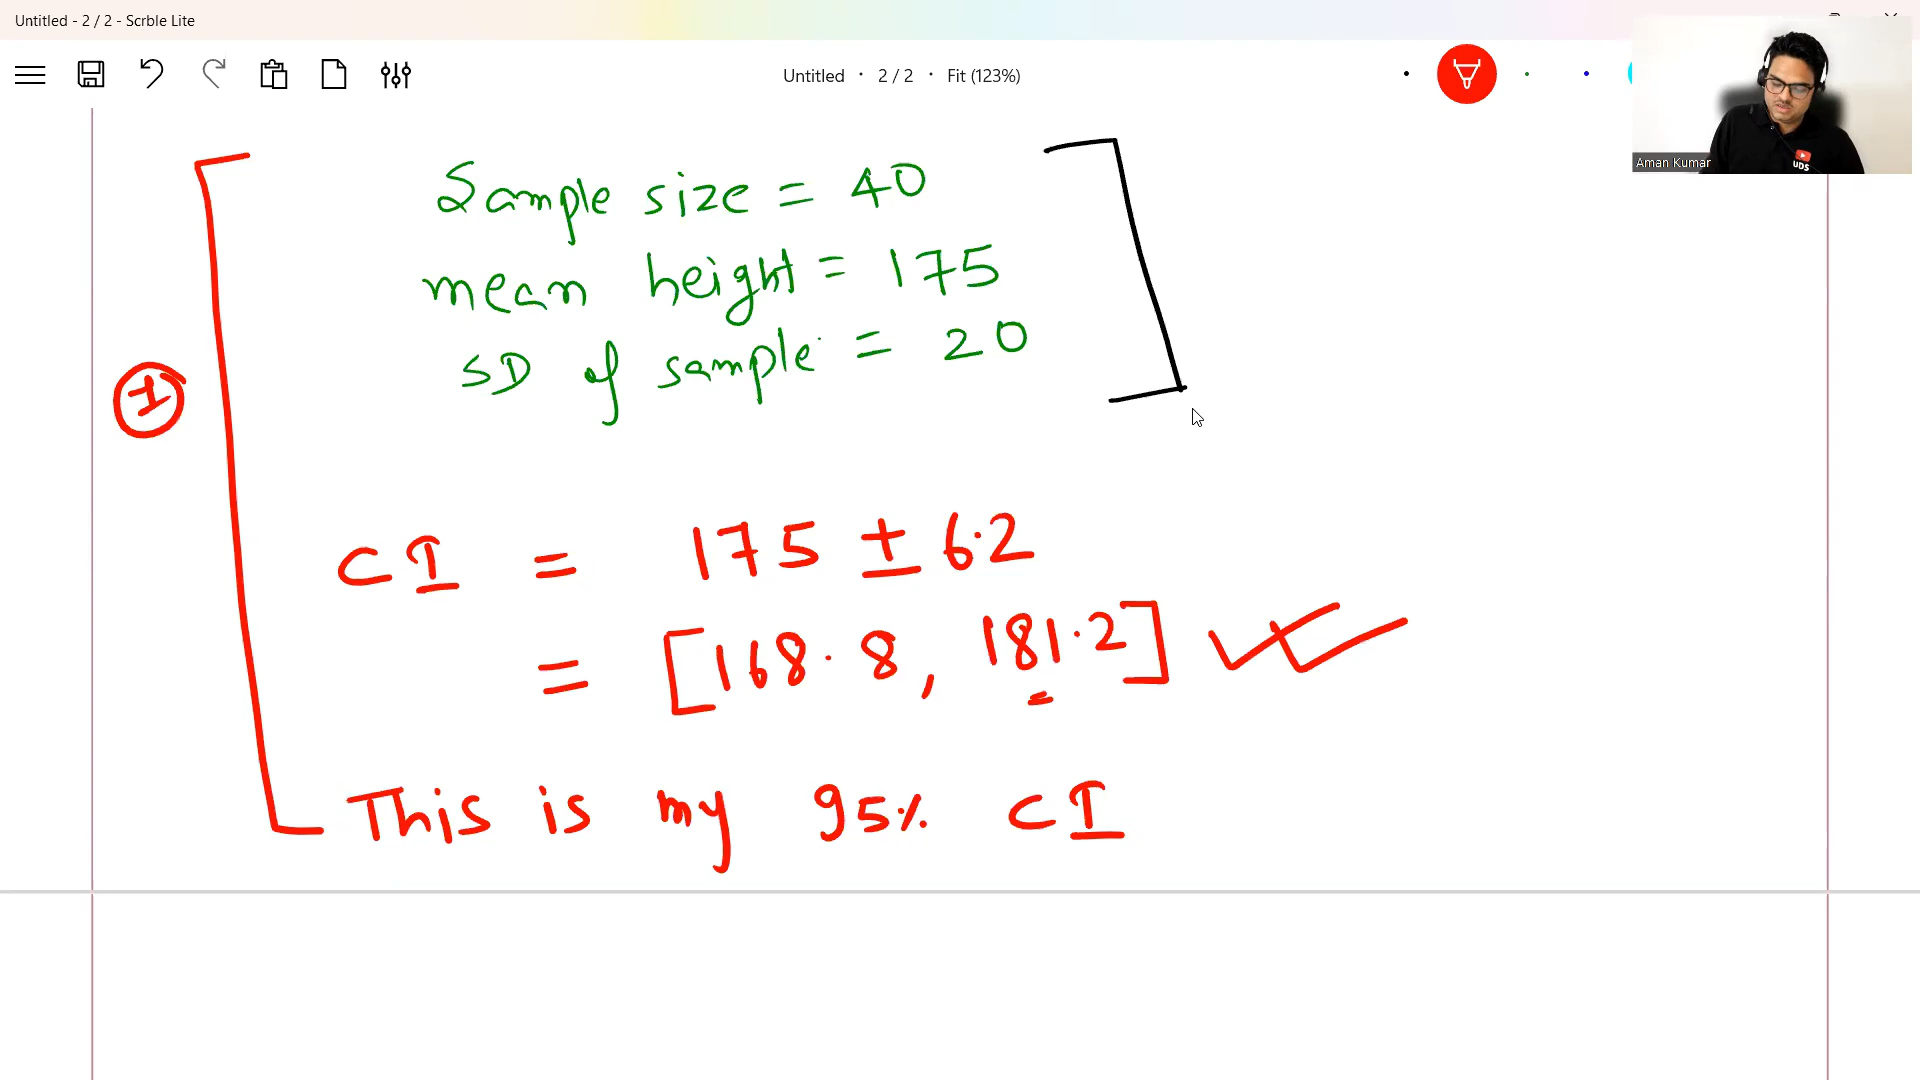 Untitled - 2 / 2 - Scrble Lite
Untitled • 2 / 2 • Fit (123%)
Aman Kumar
UDS
Sample size = 40
mean height = 175
SD of sample = 20
1
CI = 175 ± 6.2
= [168.8, 181.2]
This is my 95% CI